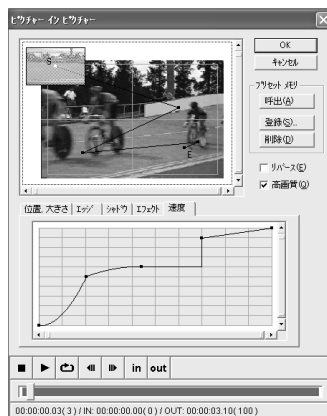 ピクチャー イン ピクチャー
S
E
OK
キャンセル
プリセット メモリ
呼出(A)
登録(S)...
削除(D)
リバース(E)
高画質(Q)
位置.大きさ
エッジ
シャドウ
エフェクト
速度
in
out
00:00:00.03( 3 ) / IN: 00:00:00.00( 0 ) / OUT: 00:00:03.10( 100 )